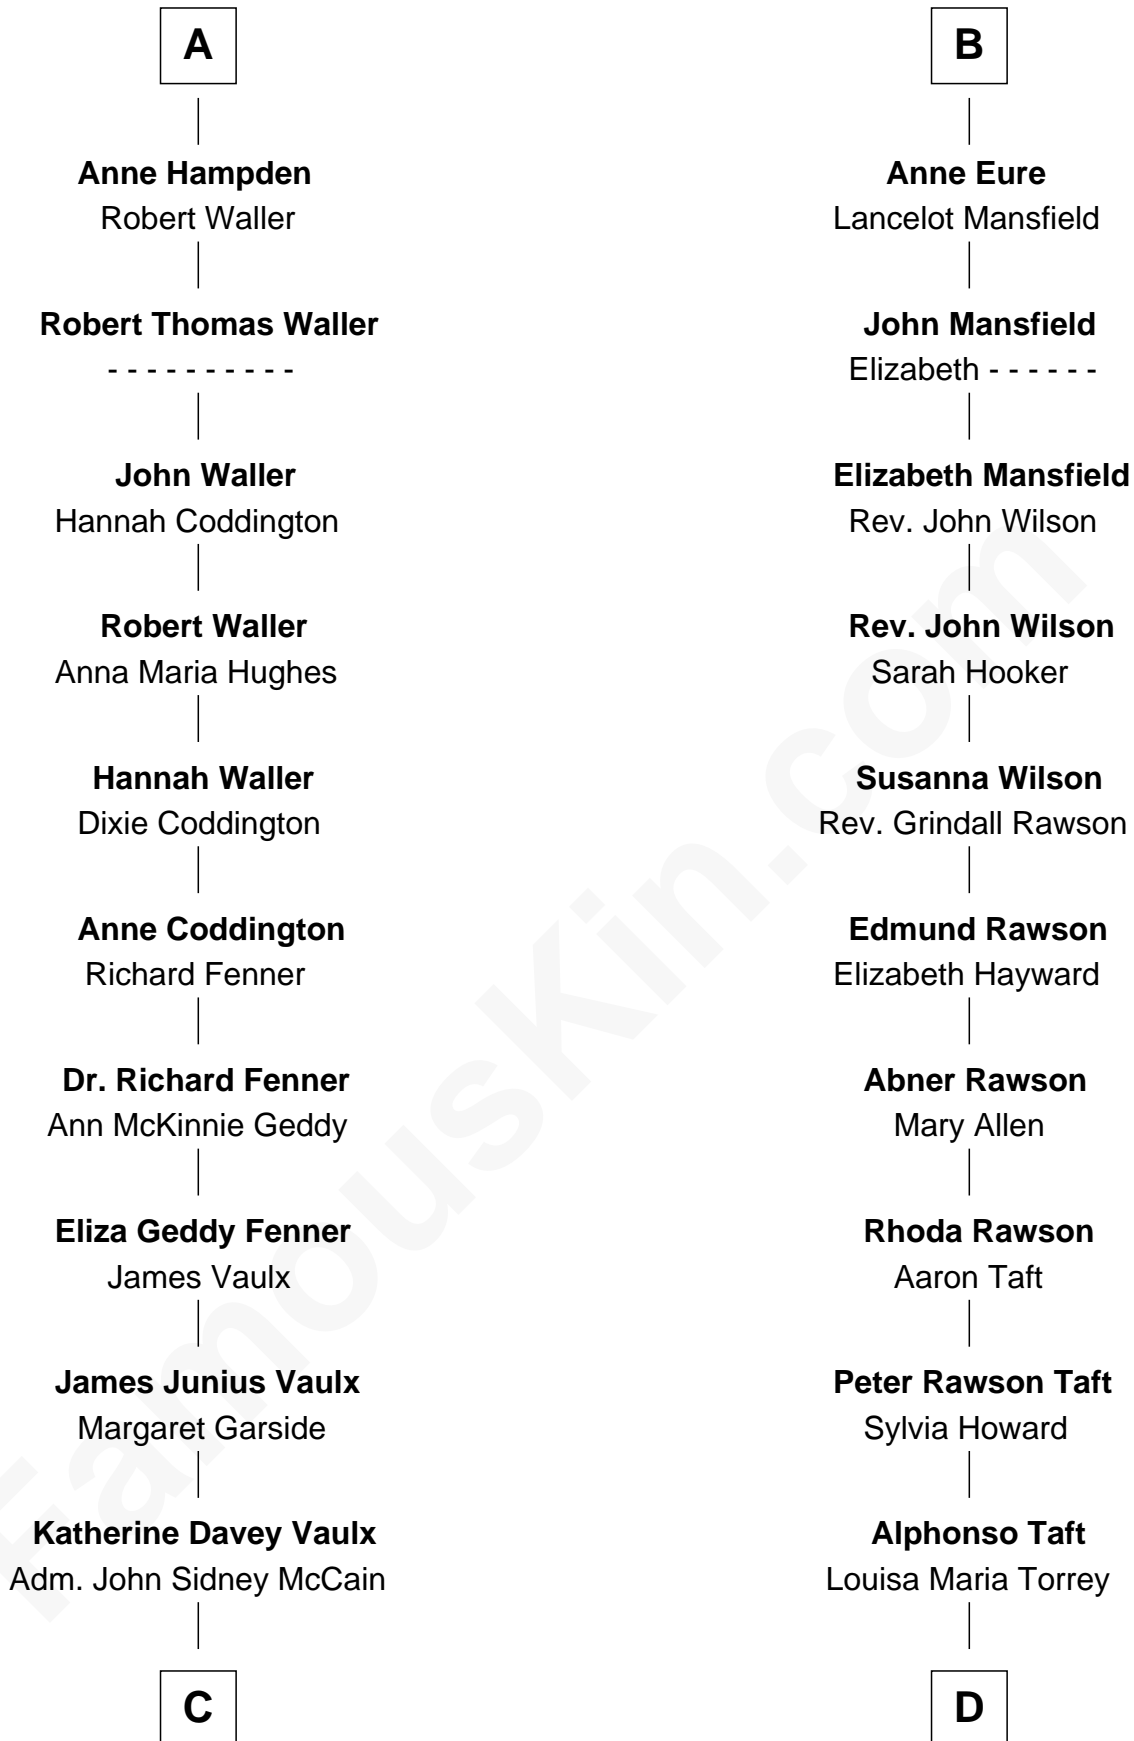 A
Anne Hampden
Robert Waller
Robert Thomas Waller
- - - - - - - - - -
John Waller
Hannah Coddington
Robert Waller
Anna Maria Hughes
Hannah Waller
Dixie Coddington
Anne Coddington
Richard Fenner
Dr. Richard Fenner
Ann McKinnie Geddy
Eliza Geddy Fenner
James Vaulx
James Junius Vaulx
Margaret Garside
Katherine Davey Vaulx
Adm. John Sidney McCain
C
B
Anne Eure
Lancelot Mansfield
John Mansfield
Elizabeth - - - - - -
Elizabeth Mansfield
Rev. John Wilson
Rev. John Wilson
Sarah Hooker
Susanna Wilson
Rev. Grindall Rawson
Edmund Rawson
Elizabeth Hayward
Abner Rawson
Mary Allen
Rhoda Rawson
Aaron Taft
Peter Rawson Taft
Sylvia Howard
Alphonso Taft
Louisa Maria Torrey
D
FamousKin.com